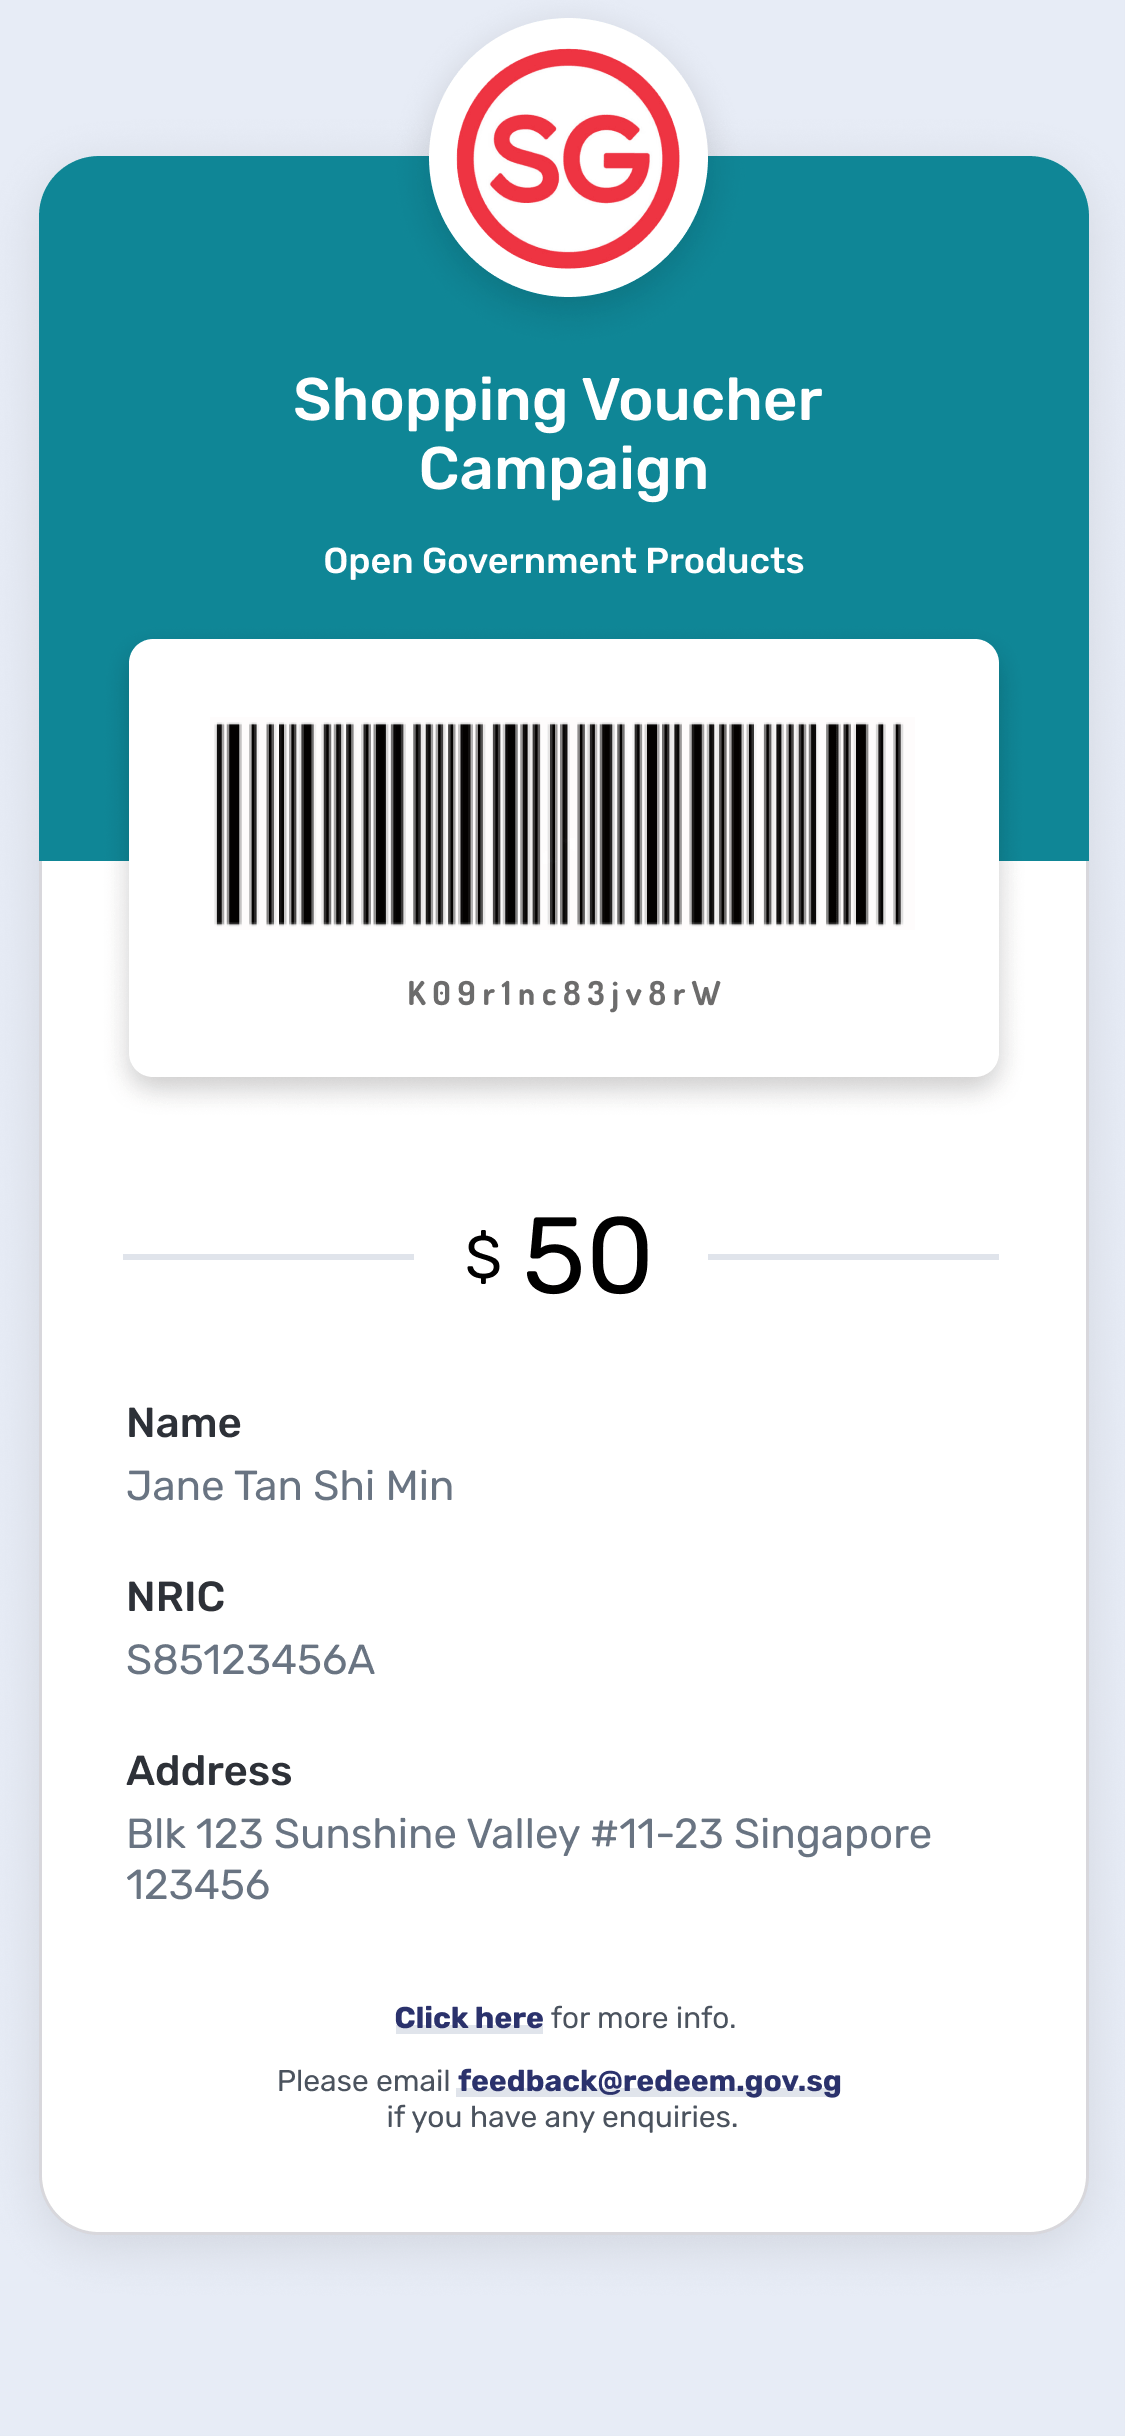 SG
Shopping Voucher
Campaign
Open Government Products
K09r1nc83jv8rW
$ 50
Name
Jane Tan Shi Min
NRIC
S85123456A
Address
Blk 123 Sunshine Valley #11-23 Singapore
123456
Click here for more info.
Please email feedback@redeem.gov.sg
if you have any enquiries.